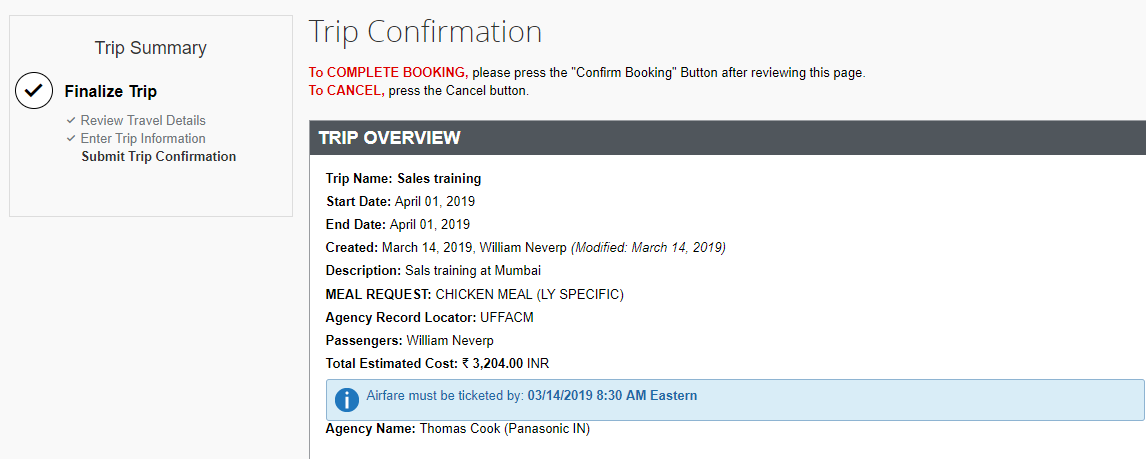 Trip Summary
Finalize Trip
Review Travel Details
Enter Trip Information
Submit Trip Confirmation
Trip Confirmation
To COMPLETE BOOKING, please press the "Confirm Booking" Button after reviewing this page.
To CANCEL, press the Cancel button.
TRIP OVERVIEW
Trip Name: Sales training
Start Date: April 01, 2019
End Date: April 01, 2019
Created: March 14, 2019, William Neverp (Modified: March 14, 2019)
Description: Sals training at Mumbai
MEAL REQUEST: CHICKEN MEAL (LY SPECIFIC)
Agency Record Locator: UFFACM
Passengers: William Neverp
Total Estimated Cost: ₹ 3,204.00 INR
Airfare must be ticketed by: 03/14/2019 8:30 AM Eastern
Agency Name: Thomas Cook (Panasonic IN)